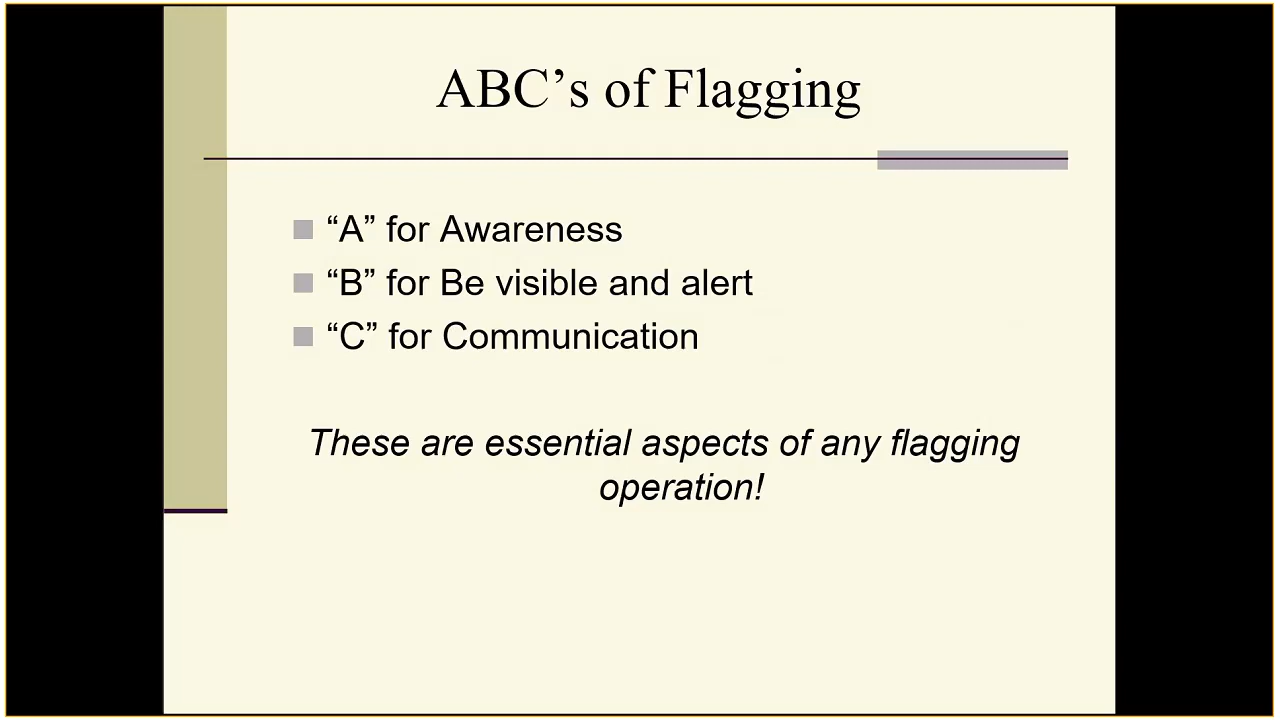 ABC’s of Flagging
“A” for Awareness
“B” for Be visible and alert
“C” for Communication
These are essential aspects of any flagging
operation!